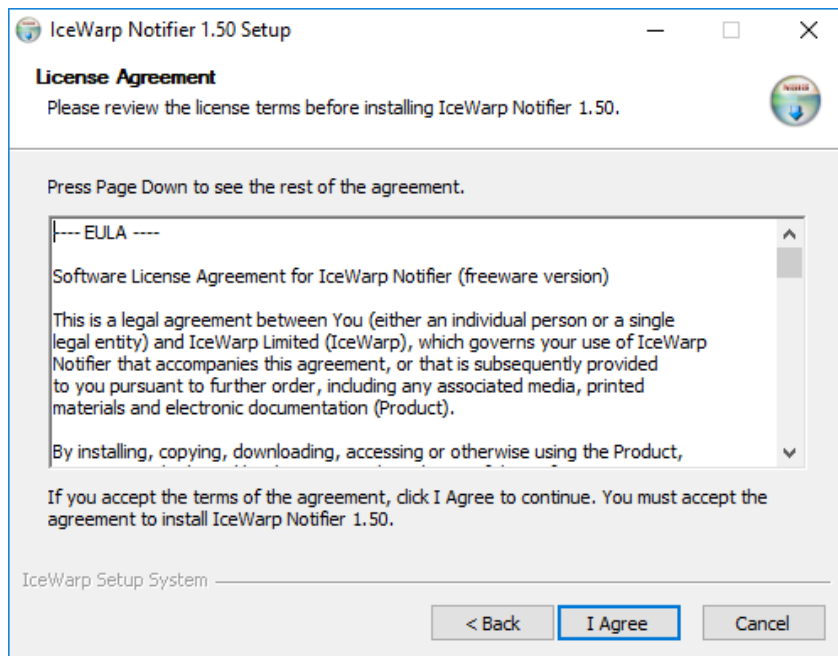 IceWarp Notifier 1.50 Setup
License Agreement
Please review the license terms before installing IceWarp Notifier 1.50.
Press Page Down to see the rest of the agreement.
---- EULA ----
Software License Agreement for IceWarp Notifier (freeware version)
This is a legal agreement between You (either an individual person or a single
legal entity) and IceWarp Limited (IceWarp), which governs your use of IceWarp
Notifier that accompanies this agreement, or that is subsequently provided
to you pursuant to further order, including any associated media, printed
materials and electronic documentation (Product).
By installing, copying, downloading, accessing or otherwise using the Product,
If you accept the terms of the agreement, click I Agree to continue. You must accept the
agreement to install IceWarp Notifier 1.50.
IceWarp Setup System
< Back
I Agree
Cancel